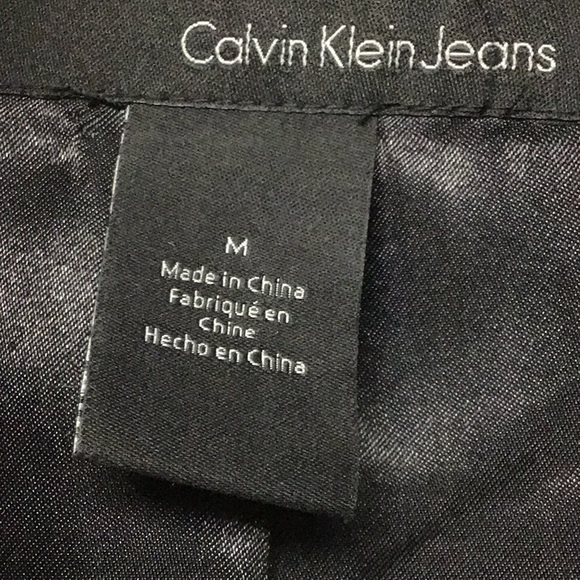 Calvin Klein Jeans
M
Made in China
Fabriqué en
Chine
Hecho en China